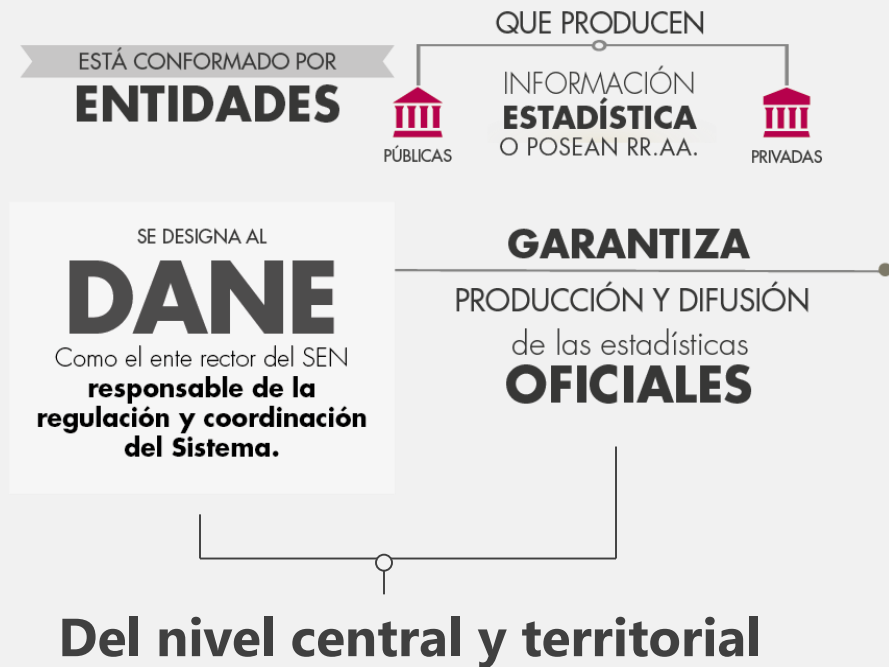 ESTÁ CONFORMADO POR
ENTIDADES
QUE PRODUCEN
PÚBLICAS
INFORMACIÓN
ESTADÍSTICA
O POSEAN RR.AA.
PRIVADAS
SE DESIGNA AL
DANE
Como el ente rector del SEN
responsable de la
regulación y coordinación
del Sistema.
GARANTIZA
PRODUCCIÓN Y DIFUSIÓN
de las estadísticas
OFICIALES
Del nivel central y territorial